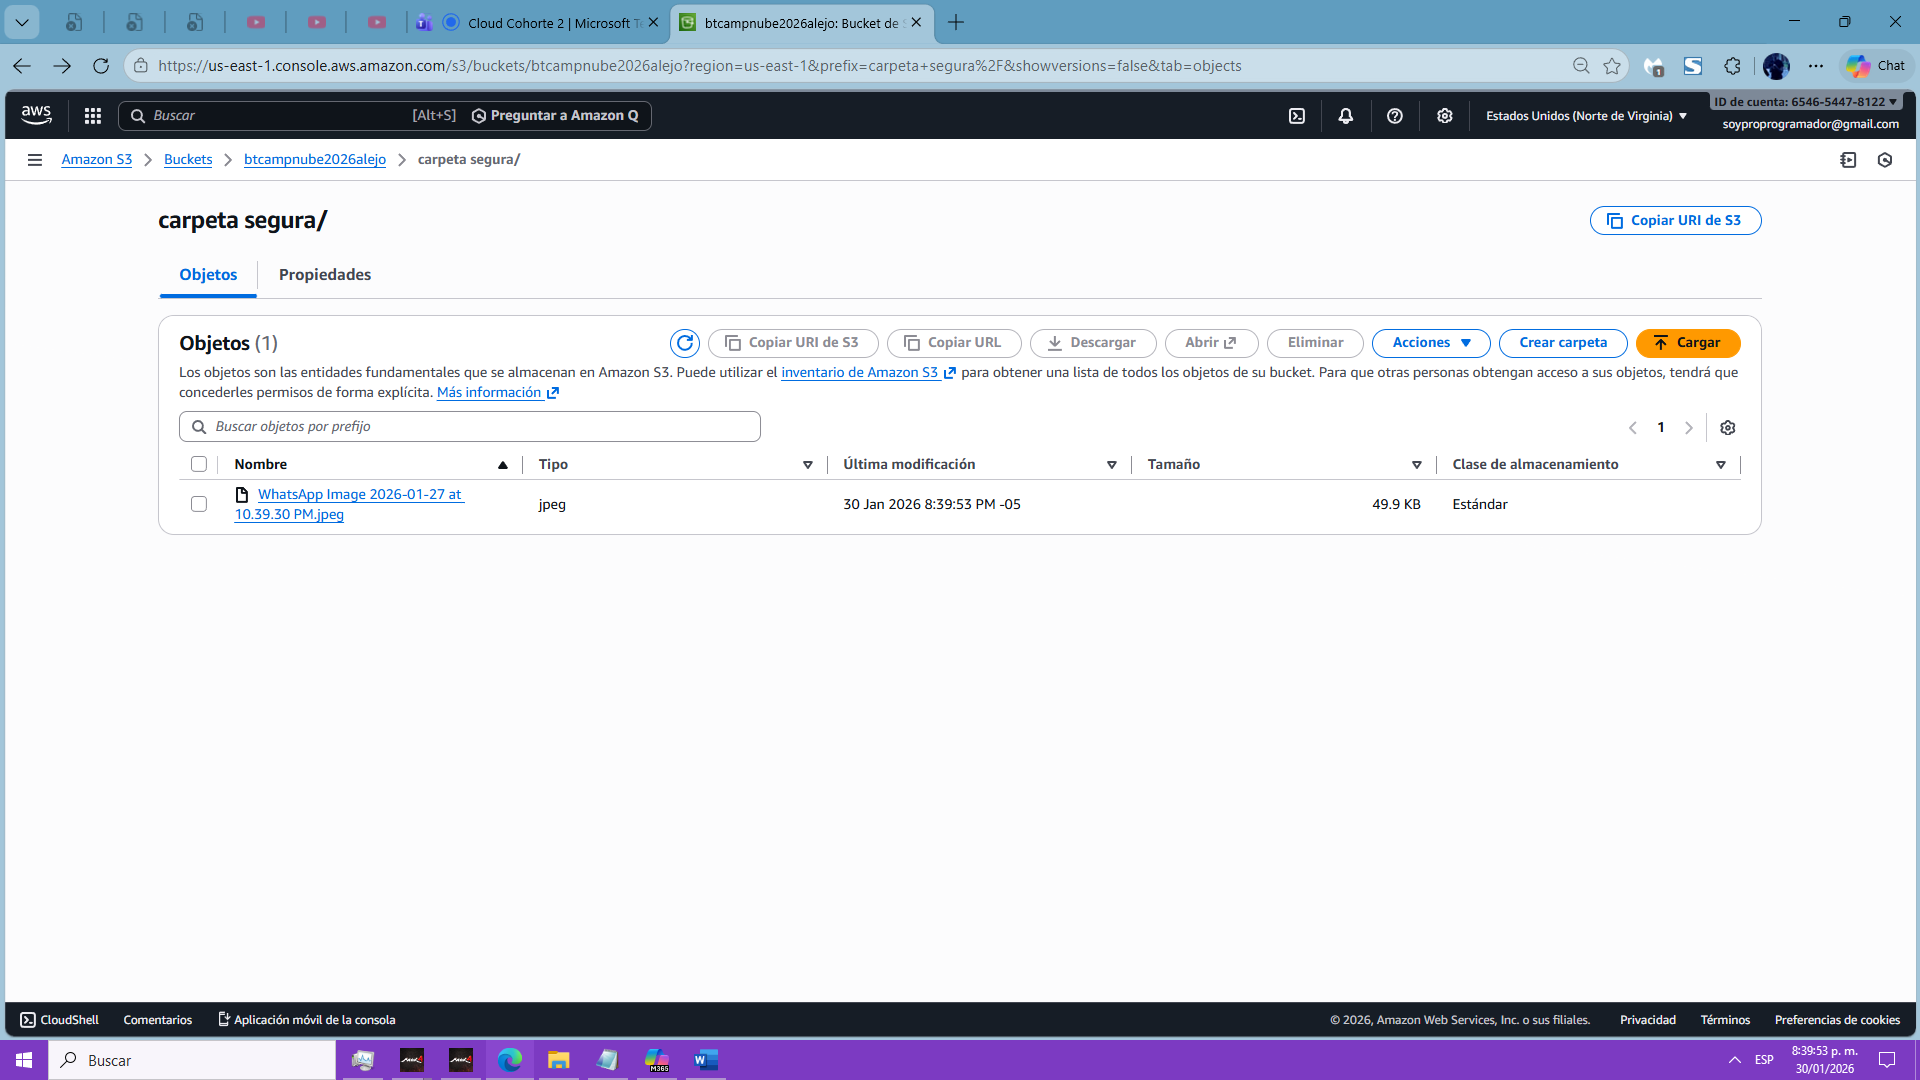 Cloud Cohorte 2 | Microsoft T
btcampnube2026alejo: Bucket de S
https://us-east-1.console.aws.amazon.com/s3/buckets/btcampnube2026alejo?region=us-east-1&prefix=carpeta+segura%2F&showversions=false&tab=objects
1
Chat
aws
Buscar
[Alt+S]
Preguntar a Amazon Q
Estados Unidos (Norte de Virginia)
ID de cuenta: 6546-5447-8122
soyproprogramador@gmail.com
Amazon S3
Buckets
btcampnube2026alejo
carpeta segura/
carpeta segura/
Copiar URI de S3
Objetos
Propiedades
Objetos (1)
Copiar URI de S3
Copiar URL
Descargar
Abrir
Eliminar
Acciones
Crear carpeta
Cargar
Los objetos son las entidades fundamentales que se almacenan en Amazon S3. Puede utilizar el inventario de Amazon S3 para obtener una lista de todos los objetos de su bucket. Para que otras personas obtengan acceso a sus objetos, tendrá que
concederles permisos de forma explícita. Más información
Buscar objetos por prefijo
1
Nombre
Tipo
Última modificación
Tamaño
Clase de almacenamiento
WhatsApp Image 2026-01-27 at
10.39.30 PM.jpeg
jpeg
30 Jan 2026 8:39:53 PM -05
49.9 KB
Estándar
CloudShell
Comentarios
Aplicación móvil de la consola
© 2026, Amazon Web Services, Inc. o sus filiales.
Privacidad
Términos
Preferencias de cookies
Buscar
M365
ESP
8:39:53 p. m.
30/01/2026